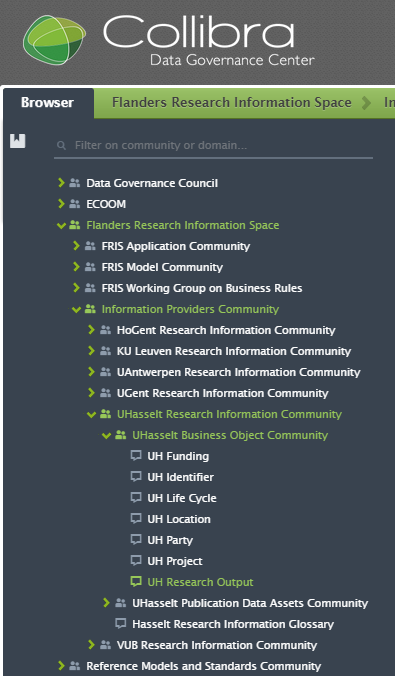 Collibra
Data Governance Center
Browser
Flanders Research Information Space
In
Filter on community or domain...
Data Governance Council
ECOOM
Flanders Research Information Space
FRIS Application Community
FRIS Model Community
FRIS Working Group on Business Rules
Information Providers Community
HoGent Research Information Community
KU Leuven Research Information Community
UAntwerpen Research Information Community
UGent Research Information Community
UHasselt Research Information Community
UHasselt Business Object Community
UH Funding
UH Identifier
UH Life Cycle
UH Location
UH Party
UH Project
UH Research Output
UHasselt Publication Data Assets Community
Hasselt Research Information Glossary
VUB Research Information Community
Reference Models and Standards Community